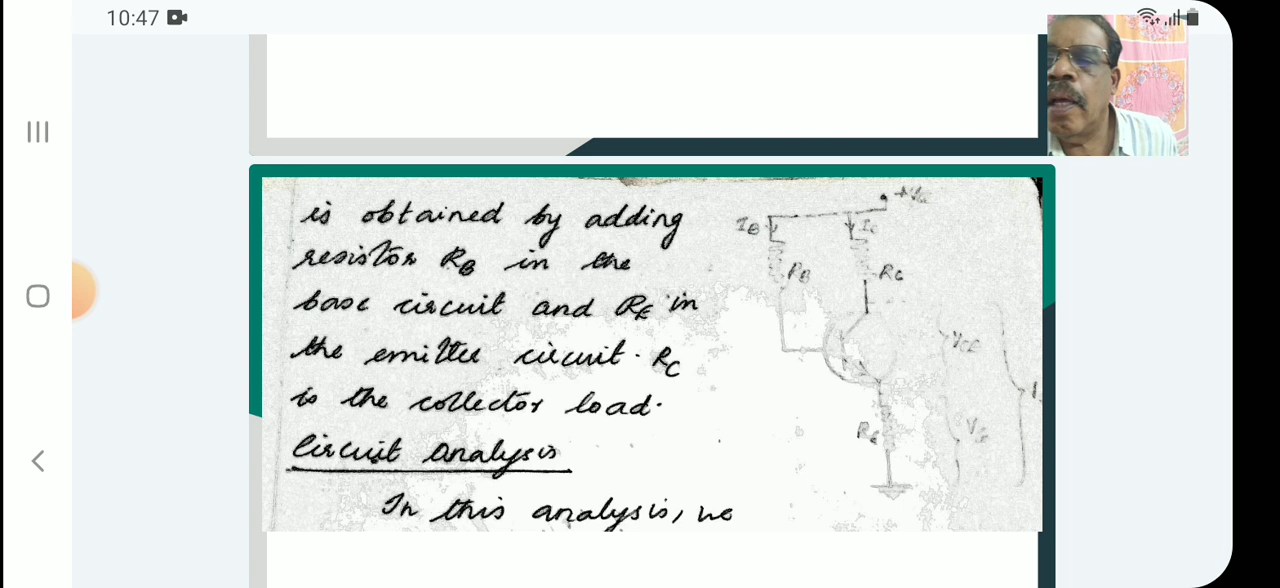 10:47
is obtained by adding
resistor RB in the
base circuit and RE in
the emitter circuit. RC
is the collector load.
Circuit Analysis
In this analysis, we
+Vcc
IB
IC
RB
RC
VCE
RE
VE